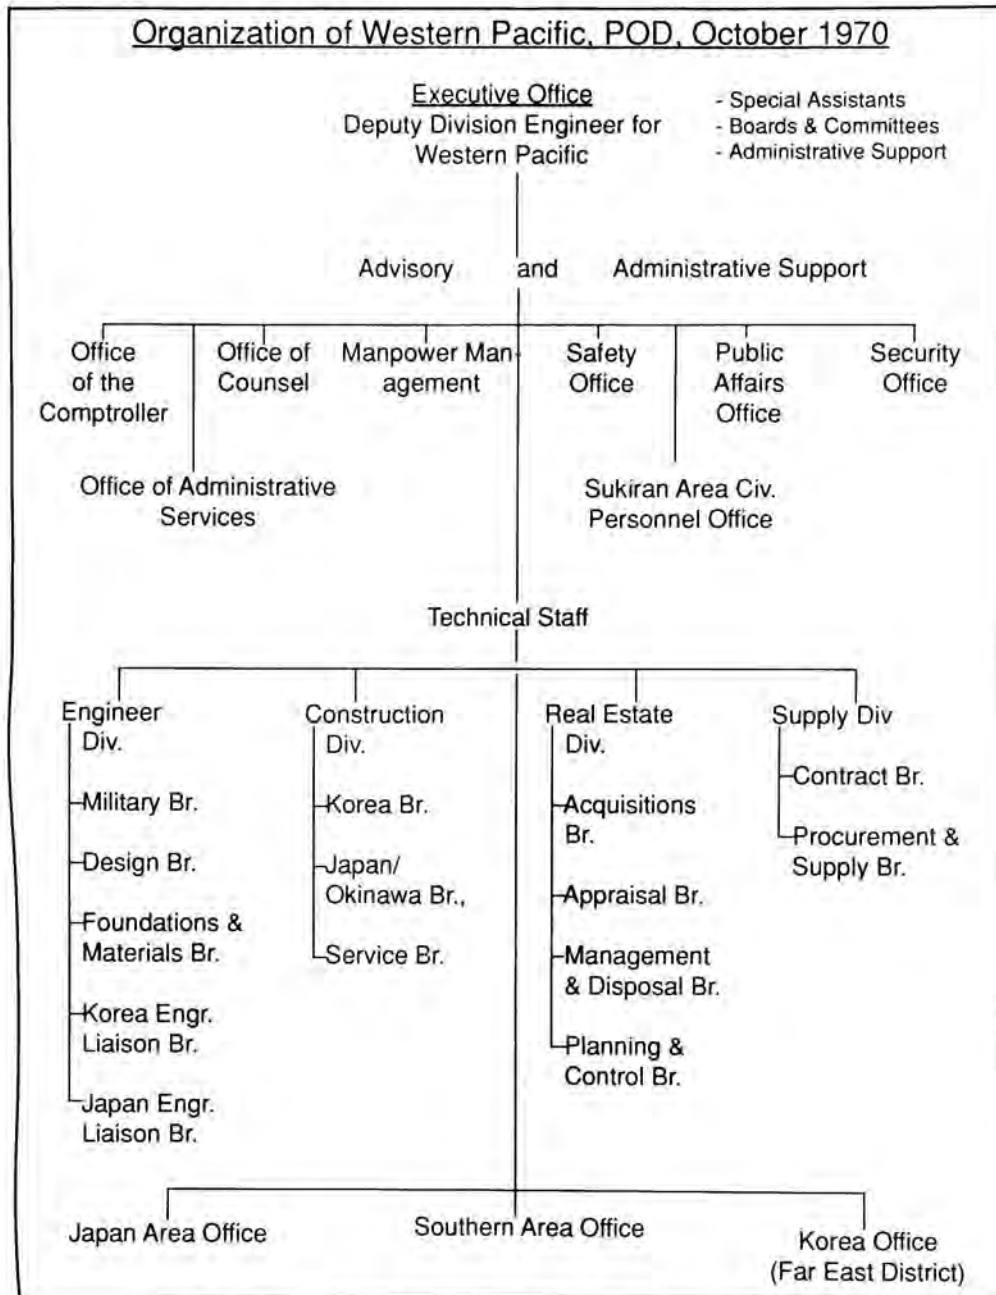 Organization of Western Pacific, POD, October 1970
Executive Office
Deputy Division Engineer for
Western Pacific
- Special Assistants
- Boards & Committees
- Administrative Support
Advisory and Administrative Support
Office
of the
Comptroller
Office of
Counsel
Manpower Man-
agement
Safety
Office
Public
Affairs
Office
Security
Office
Office of Administrative
Services
Sukiran Area Civ.
Personnel Office
Technical Staff
Engineer
Div.
Military Br.
Design Br.
Foundations &
Materials Br.
Korea Engr.
Liaison Br.
Japan Engr.
Liaison Br.
Construction
Div.
Korea Br.
Japan/
Okinawa Br.,
Service Br.
Real Estate
Div.
Acquisitions
Br.
Appraisal Br.
Management
& Disposal Br.
Planning &
Control Br.
Supply Div
Contract Br.
Procurement &
Supply Br.
Japan Area Office
Southern Area Office
Korea Office
(Far East District)